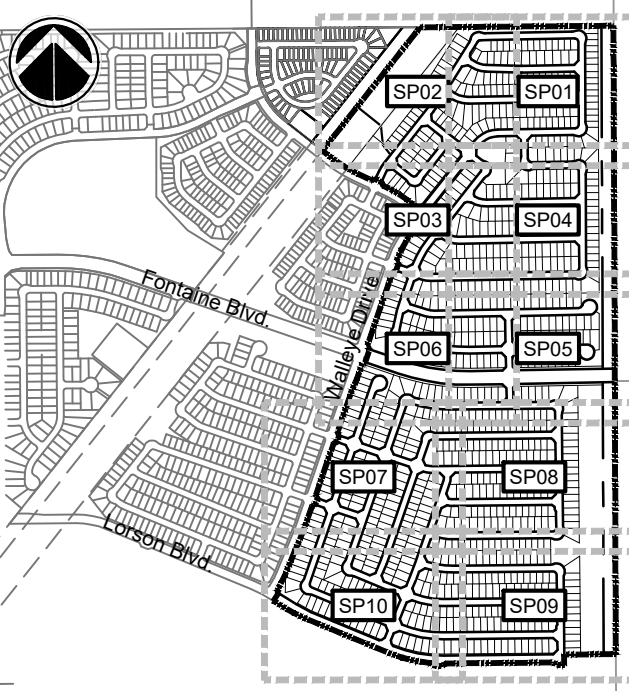 SP02
SP01
SP03
SP04
Fontaine Blvd.
Walleye Drive
SP06
SP05
SP07
SP08
Lorson Blvd.
SP10
SP09